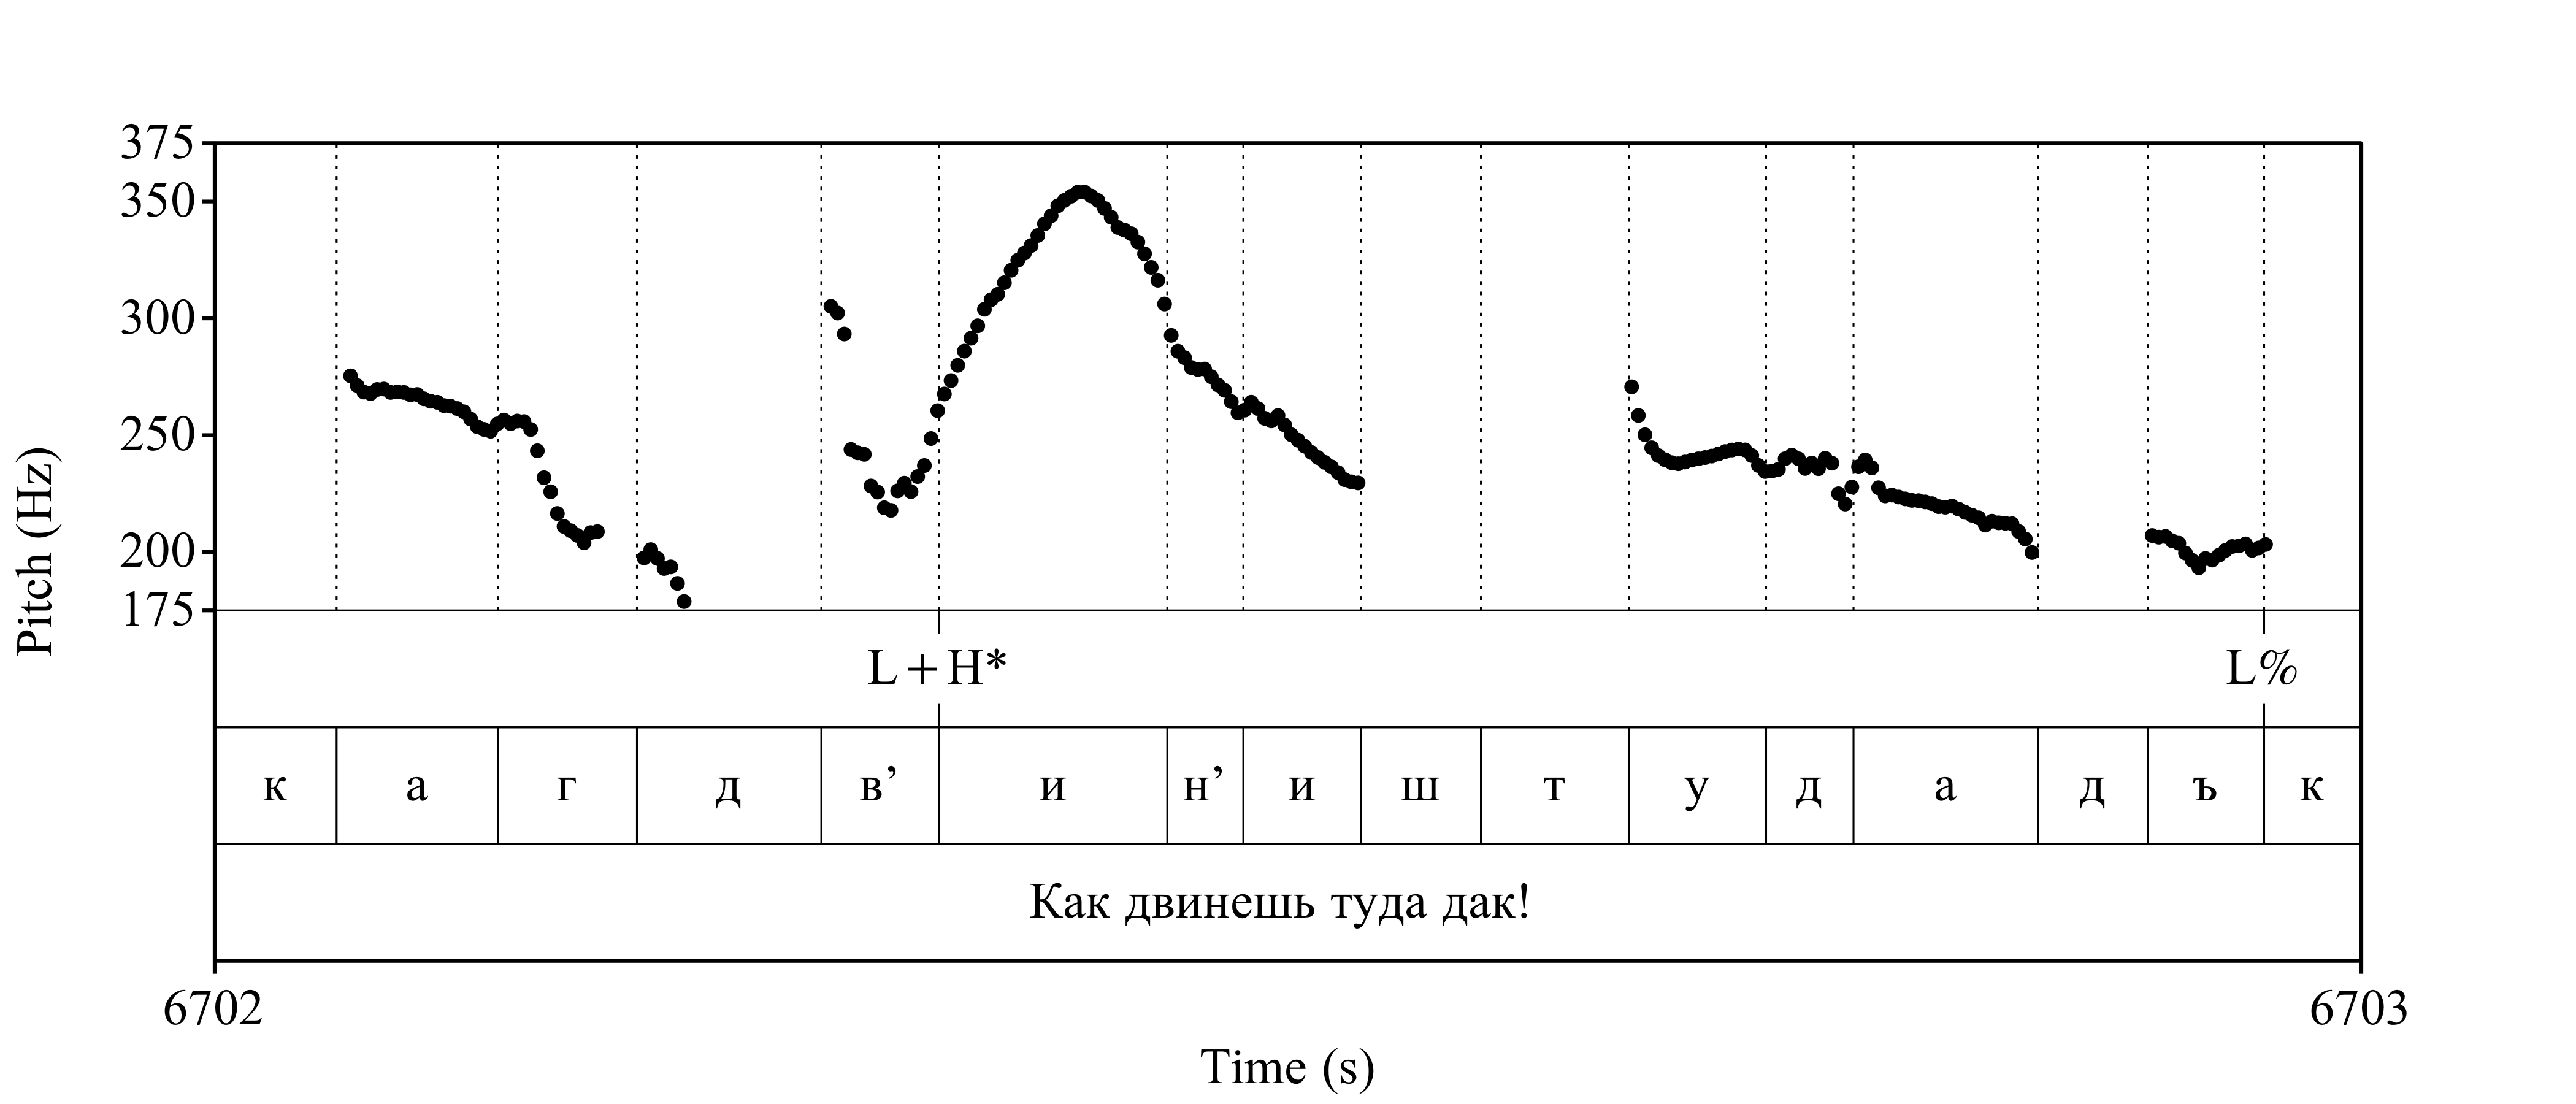 375
350
300
250
200
175
Pitch (Hz)
L+H* L%
к а г д в’ и н’ и ш т у д а д ъ к
Как двинешь туда дак!
6702 6703
Time (s)